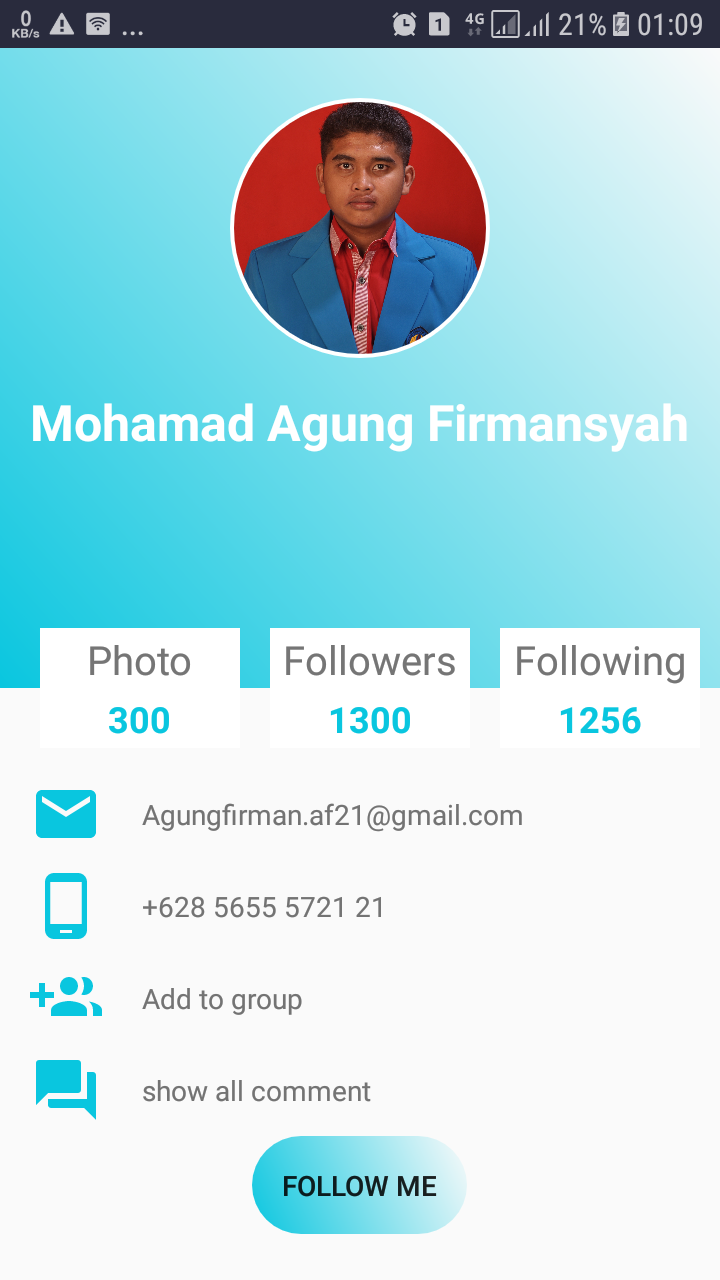 0 KB/s ... 1 4G 21% 01:09
Mohamad Agung Firmansyah
Photo Followers Following
300 1300 1256
Agungfirman.af21@gmail.com
+628 5655 5721 21
Add to group
show all comment
FOLLOW ME